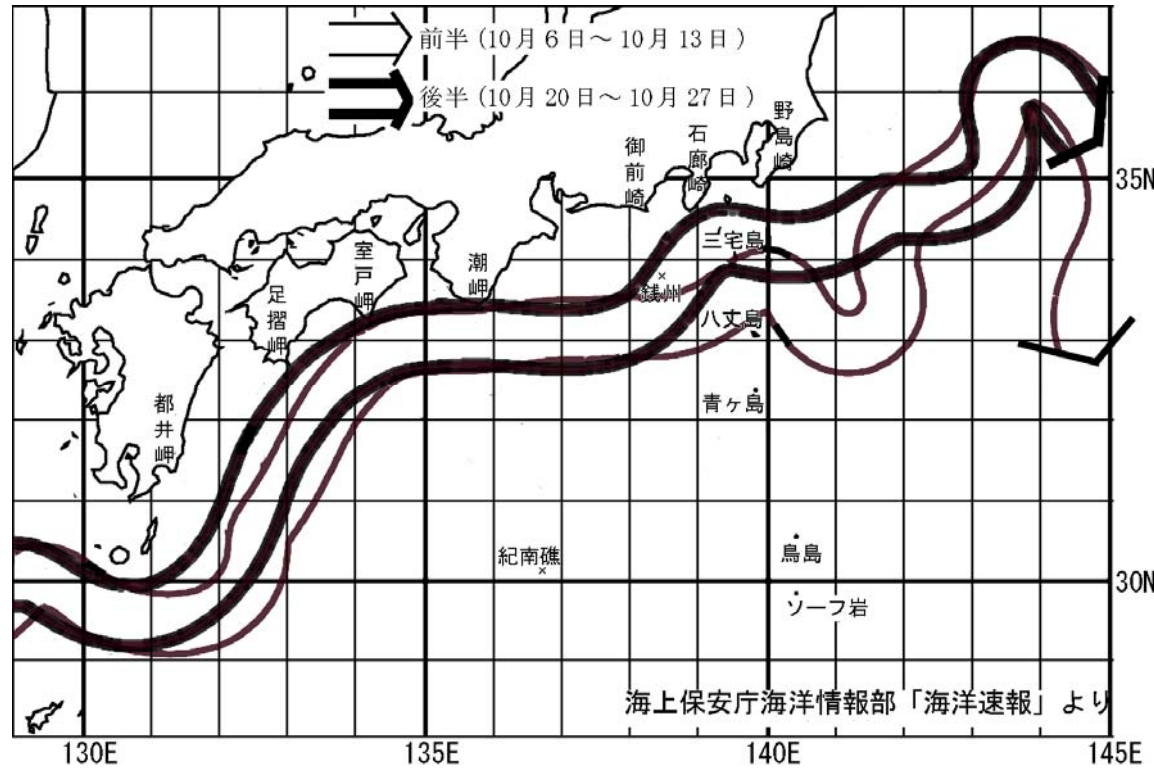 前半(10月6日～10月13日)
後半(10月20日～10月27日)
野島崎
石廊崎
御前崎
35N
三宅島
室戸岬
潮岬
銭州
足摺岬
八丈島
都井岬
青ヶ島
紀南礁
鳥島
30N
ソーフ岩
海上保安庁海洋情報部「海洋速報」より
130E
135E
140E
145E